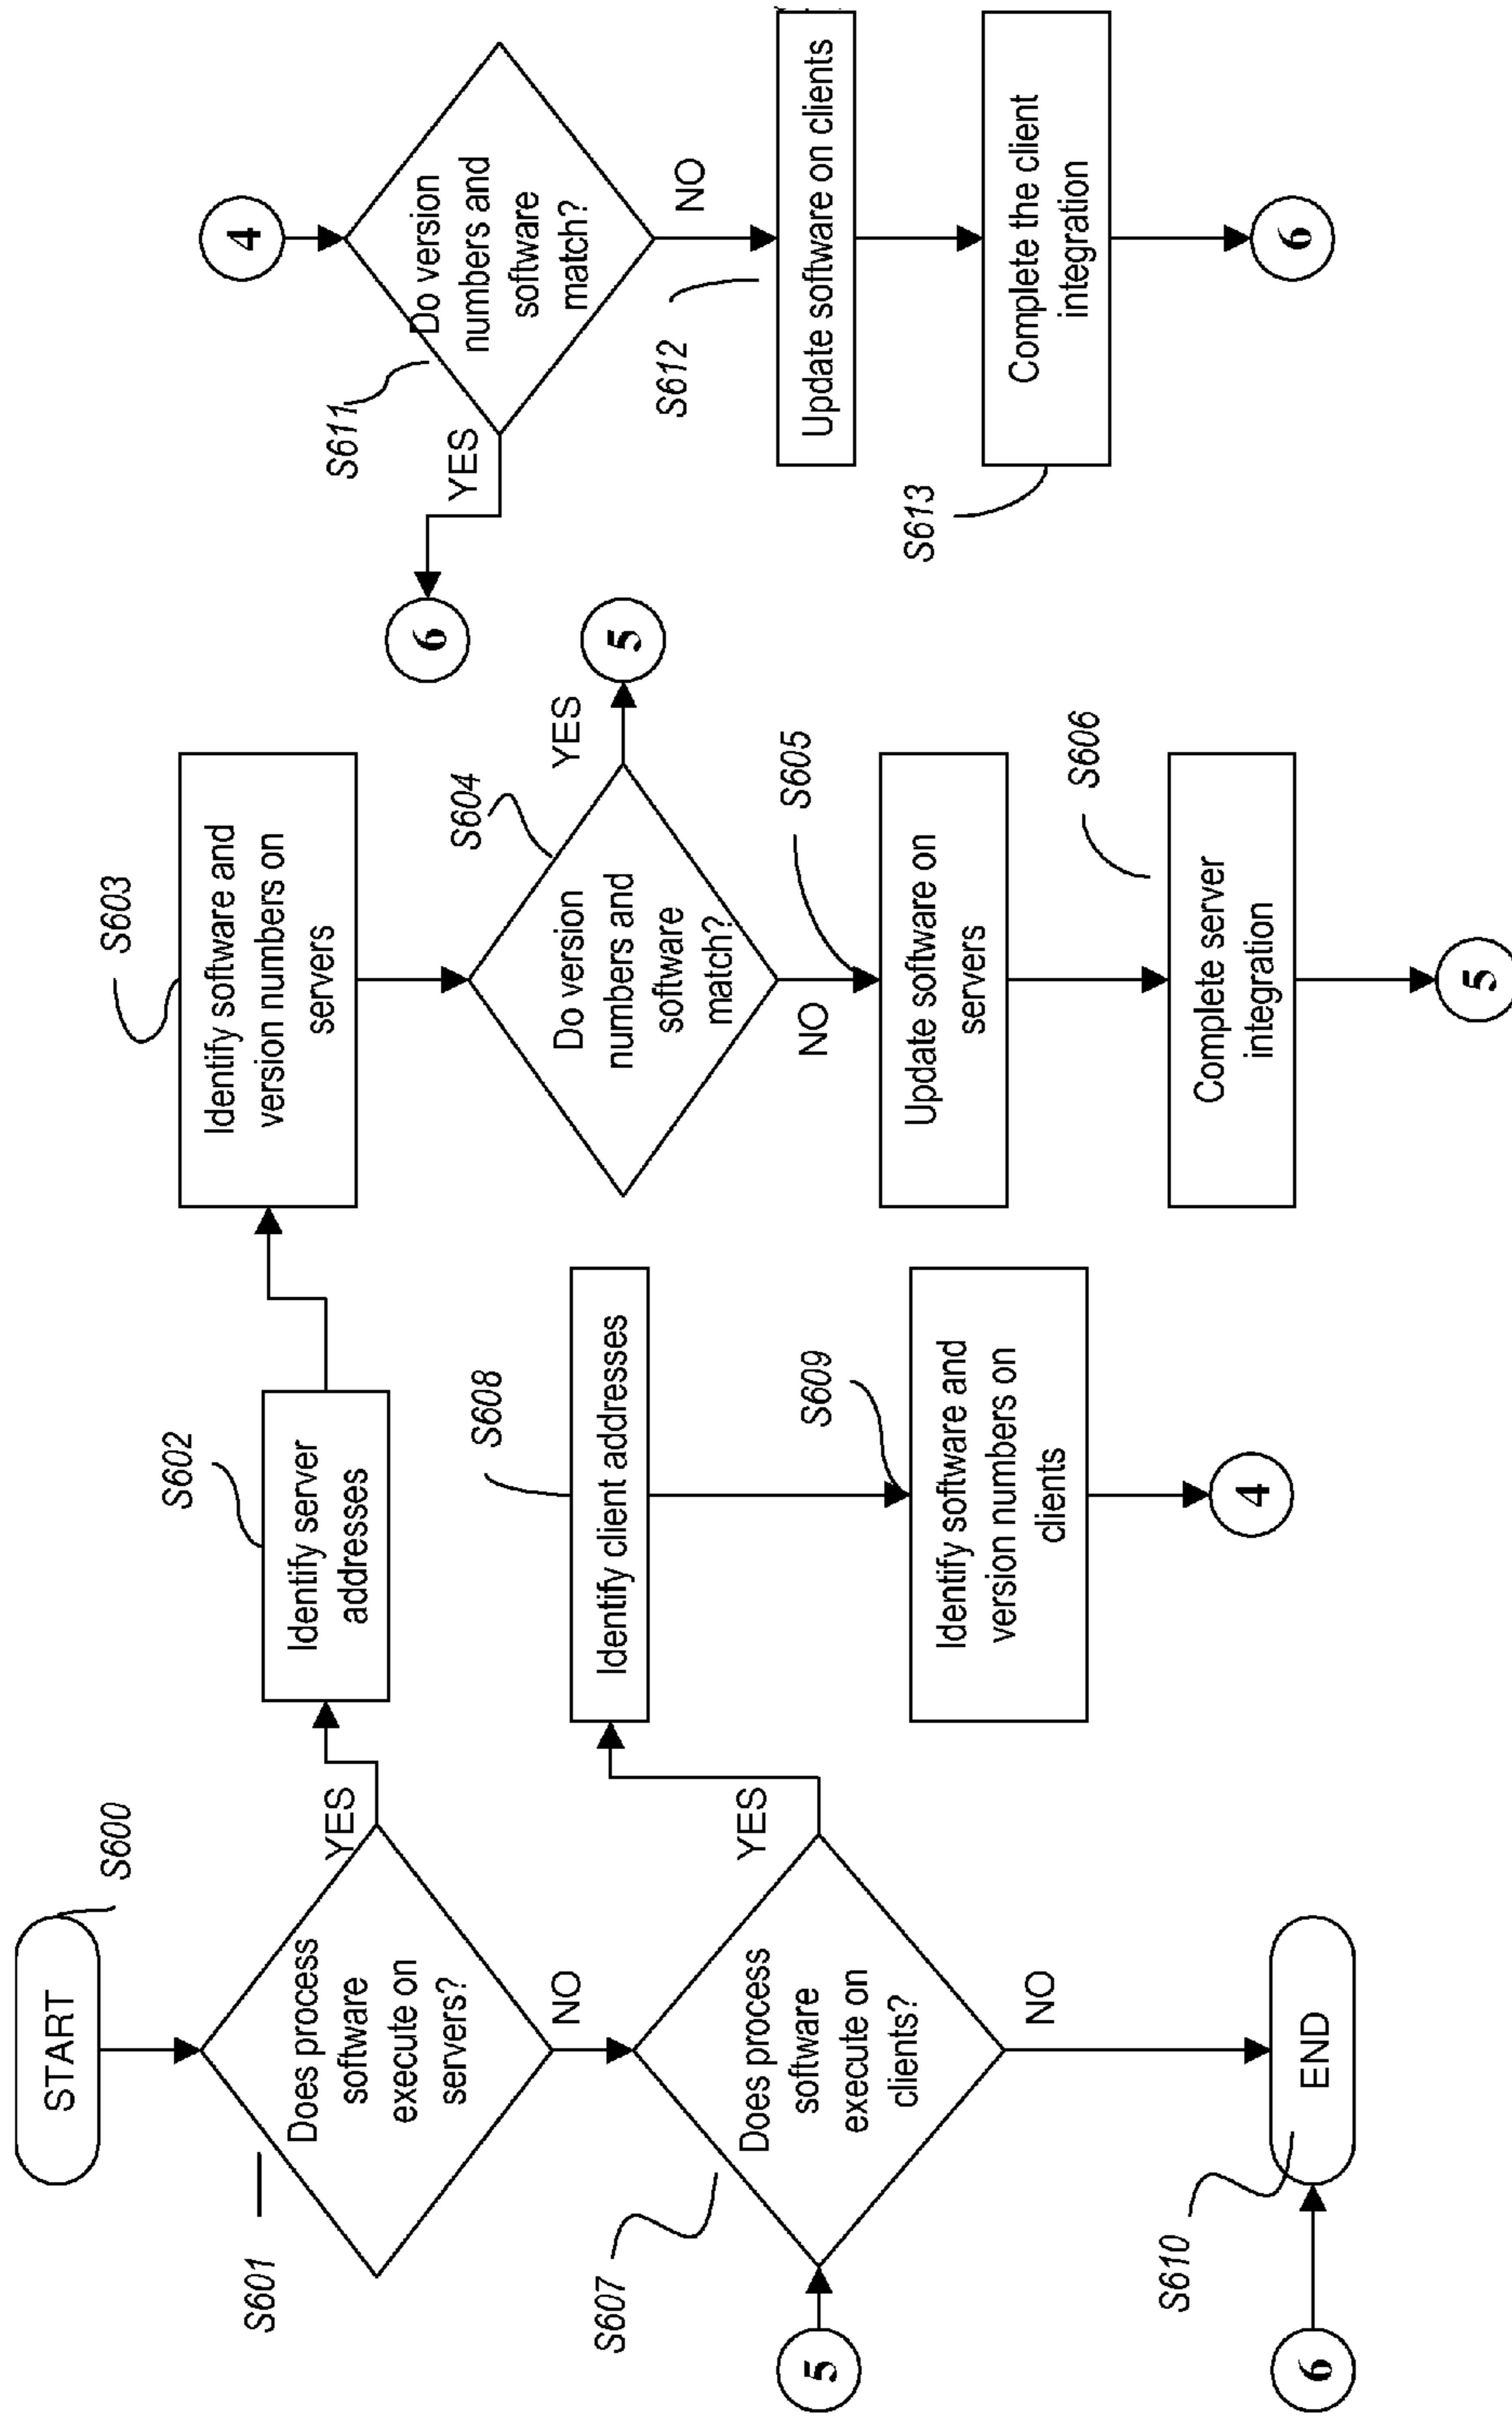 START
S600
Does process
software
execute on
servers?
S601
YES
NO
Identify server
addresses
S602
Identify software and
version numbers on
servers
S603
Do version
numbers and
software
match?
S604
YES
5
NO
Update software on
servers
S605
Complete server
integration
S606
5
5
Does process
software
execute on
clients?
S607
YES
NO
Identify client addresses
S608
Identify software and
version numbers on
clients
S609
4
6
END
S610
4
Do version
numbers and
software
match?
S611
YES
6
NO
Update software on clients
S612
Complete the client
integration
S613
6